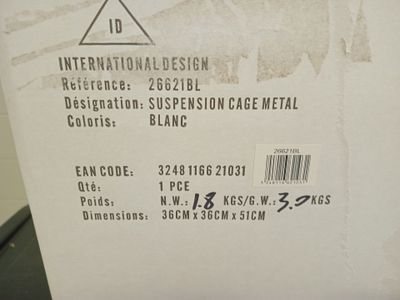 ID
INTERNATIONAL DESIGN
Référence: 26621BL
Désignation: SUSPENSION CAGE METAL
Coloris: BLANC
26621BL
EAN CODE: 3248 1166 21031
Qté: 1 PCE
Poids: N.W.: 1.8 KGS/G.W.: 3.0 KGS
Dimensions: 36CM x 36CM x 51CM